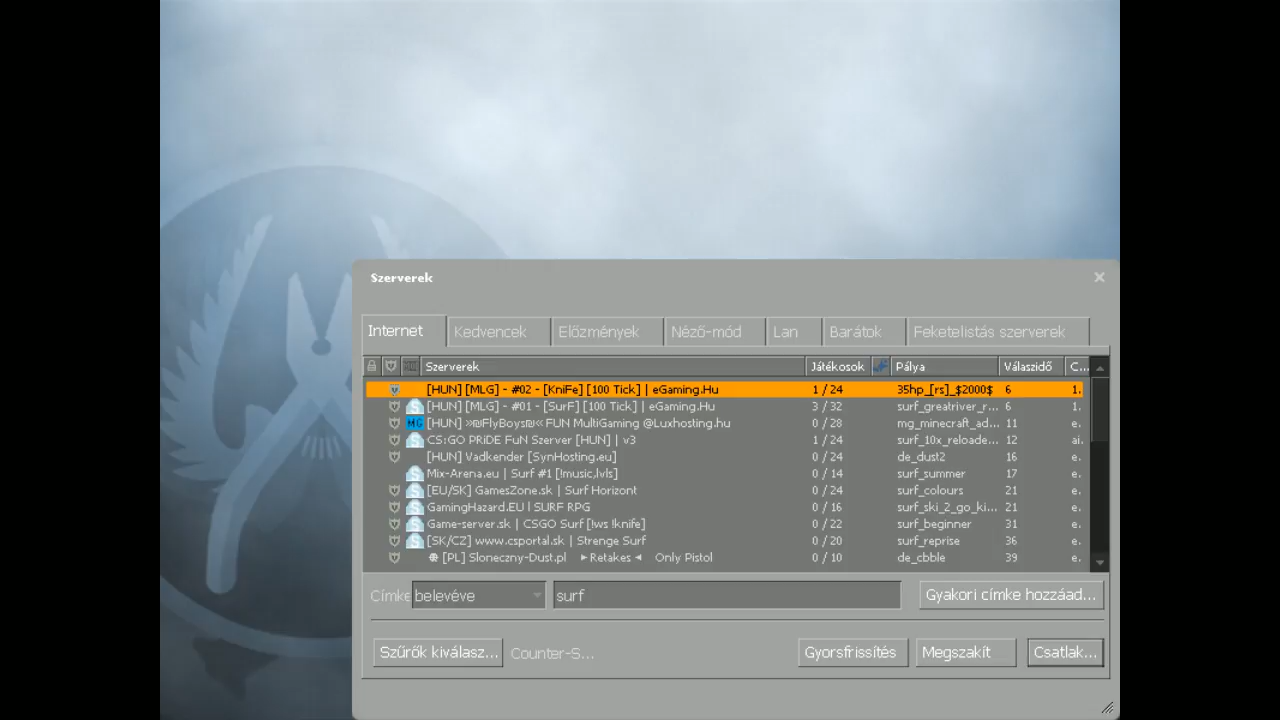 Szerverek
Internet Kedvencek Előzmények Néző-mód Lan Barátok Feketelistás szerverek
Szerverek Játékosok Pálya Válaszidő C...
[HUN] [MLG] - #02 - [KniFe] [100 Tick] | eGaming.Hu 1 / 24 35hp_[rs]_$2000$ 6 1.
[HUN] [MLG] - #01 - [SurF] [100 Tick] | eGaming.Hu 3 / 32 surf_greatriver_r... 6 1.
MG [HUN] »₪FlyBoys₪« FUN MultiGaming @Luxhosting.hu 0 / 28 mg_minecraft_ad... 11 e.
CS:GO PRiDE FuN Szerver [HUN] | v3 1 / 24 surf_10x_reloade... 12 ai.
[HUN] Vadkender [SynHosting.eu] 0 / 24 de_dust2 16 e.
Mix-Arena.eu | Surf #1 [!music,lvls] 0 / 14 surf_summer 17 e.
[EU/SK] GamesZone.sk | Surf Horizont 0 / 24 surf_colours 21 e.
GamingHazard.EU | SURF RPG 0 / 16 surf_ski_2_go_ki... 21 e.
Game-server.sk | CSGO Surf [!ws !knife] 0 / 22 surf_beginner 31 e.
[SK/CZ] www.csportal.sk | Strenge Surf 0 / 20 surf_reprise 36 e.
[PL] Sloneczny-Dust.pl ►Retakes◄ Only Pistol 0 / 10 de_cbble 39 e.
Címke belevéve surf Gyakori címke hozzáad...
Szűrők kiválasz... Counter-S... Gyorsfrissítés Megszakít Csatlak...